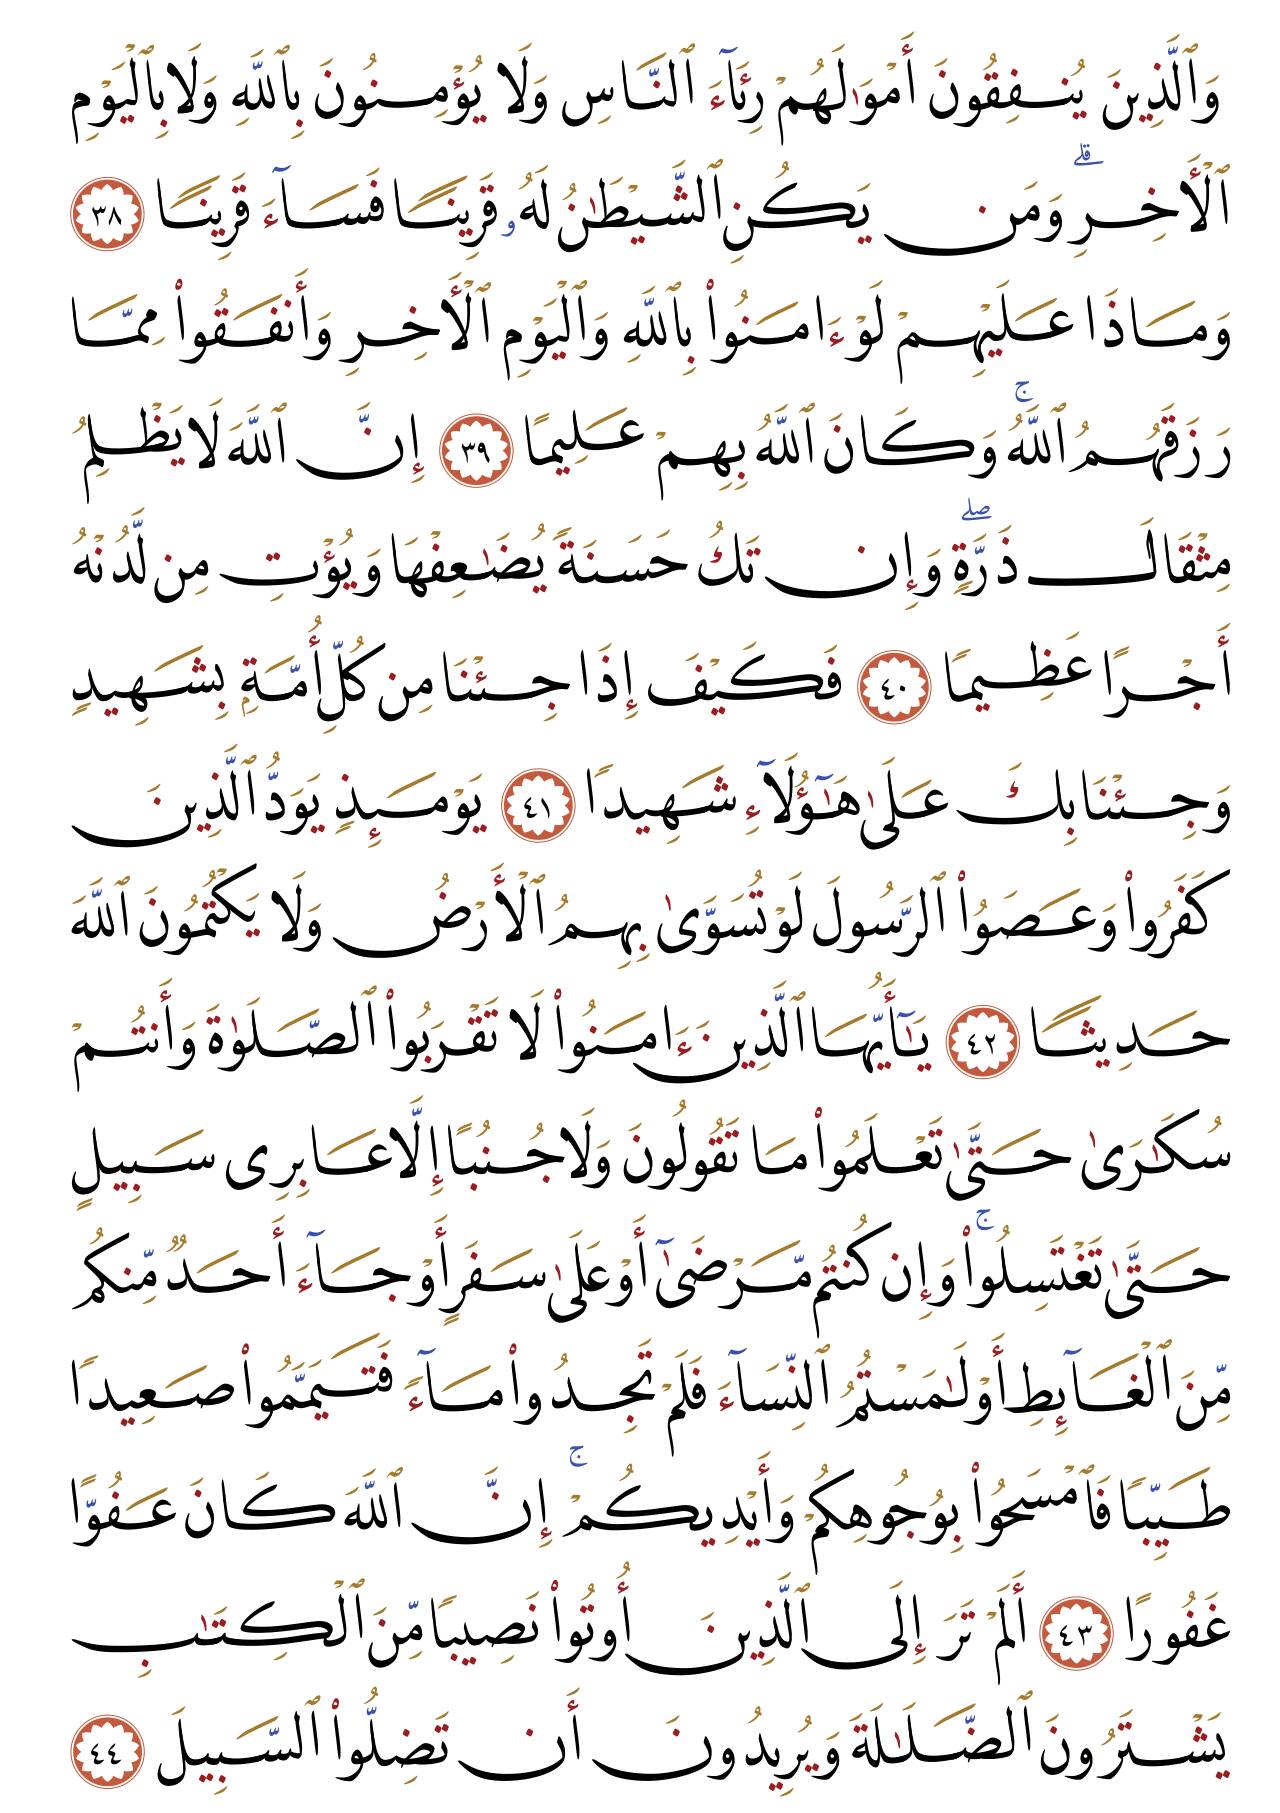 وَٱلَّذِينَ يُنفِقُونَ أَمْوَٰلَهُمْ رِئَآءَ ٱلنَّاسِ وَلَا يُؤْمِنُونَ بِٱللَّهِ وَلَا بِٱلْيَوْمِ
ٱلْأَخِرِ ۗ وَمَن يَكُنِ ٱلشَّيْطَٰنُ لَهُۥ قَرِينًا فَسَآءَ قَرِينًا ٣٨
وَمَاذَا عَلَيْهِمْ لَوْ ءَامَنُوا۟ بِٱللَّهِ وَٱلْيَوْمِ ٱلْأَخِرِ وَأَنفَقُوا۟ مِمَّا
رَزَقَهُمُ ٱللَّهُ ۚ وَكَانَ ٱللَّهُ بِهِمْ عَلِيمًا ٣٩ إِنَّ ٱللَّهَ لَا يَظْلِمُ
مِثْقَالَ ذَرَّةٍ ۖ وَإِن تَكُ حَسَنَةً يُضَٰعِفْهَا وَيُؤْتِ مِن لَّدُنْهُ
أَجْرًا عَظِيمًا ٤٠ فَكَيْفَ إِذَا جِئْنَا مِن كُلِّ أُمَّةٍ بِشَهِيدٍ
وَجِئْنَا بِكَ عَلَىٰ هَٰٓؤُلَآءِ شَهِيدًا ٤١ يَوْمَئِذٍ يَوَدُّ ٱلَّذِينَ
كَفَرُوا۟ وَعَصَوُا۟ ٱلرَّسُولَ لَوْ تُسَوَّىٰ بِهِمُ ٱلْأَرْضُ وَلَا يَكْتُمُونَ ٱللَّهَ
حَدِيثًا ٤٢ يَٰٓأَيُّهَا ٱلَّذِينَ ءَامَنُوا۟ لَا تَقْرَبُوا۟ ٱلصَّلَوٰةَ وَأَنتُمْ
سُكَٰرَىٰ حَتَّىٰ تَعْلَمُوا۟ مَا تَقُولُونَ وَلَا جُنُبًا إِلَّا عَابِرِى سَبِيلٍ
حَتَّىٰ تَغْتَسِلُوا۟ ۚ وَإِن كُنتُم مَّرْضَىٰٓ أَوْ عَلَىٰ سَفَرٍ أَوْ جَآءَ أَحَدٌ مِّنكُم
مِّنَ ٱلْغَآئِطِ أَوْ لَٰمَسْتُمُ ٱلنِّسَآءَ فَلَمْ تَجِدُوا۟ مَآءً فَتَيَمَّمُوا۟ صَعِيدًا
طَيِّبًا فَٱمْسَحُوا۟ بِوُجُوهِكُمْ وَأَيْدِيكُمْ ۚ إِنَّ ٱللَّهَ كَانَ عَفُوًّا
غَفُورًا ٤٣ أَلَمْ تَرَ إِلَى ٱلَّذِينَ أُوتُوا۟ نَصِيبًا مِّنَ ٱلْكِتَٰبِ
يَشْتَرُونَ ٱلضَّلَٰلَةَ وَيُرِيدُونَ أَن تَضِلُّوا۟ ٱلسَّبِيلَ ٤٤